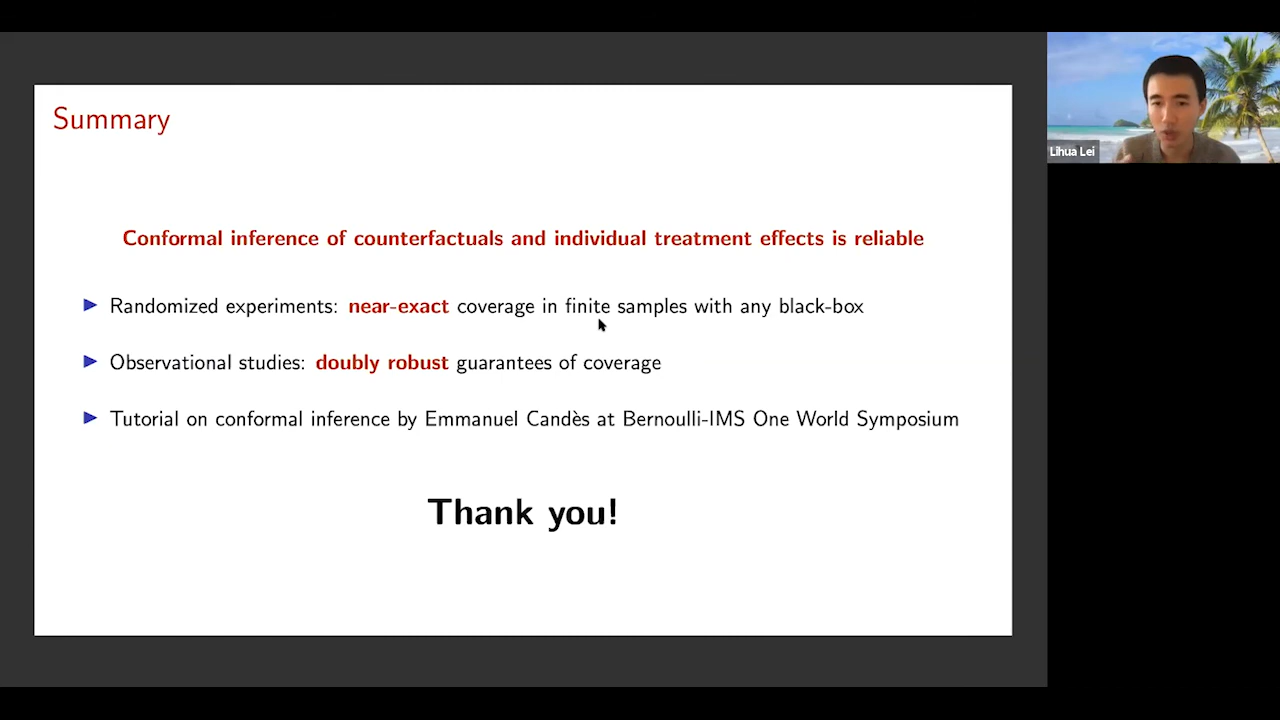 Summary
Conformal inference of counterfactuals and individual treatment effects is reliable
Randomized experiments: near-exact coverage in finite samples with any black-box
Observational studies: doubly robust guarantees of coverage
Tutorial on conformal inference by Emmanuel Candès at Bernoulli-IMS One World Symposium
Thank you!
Lihua Lei